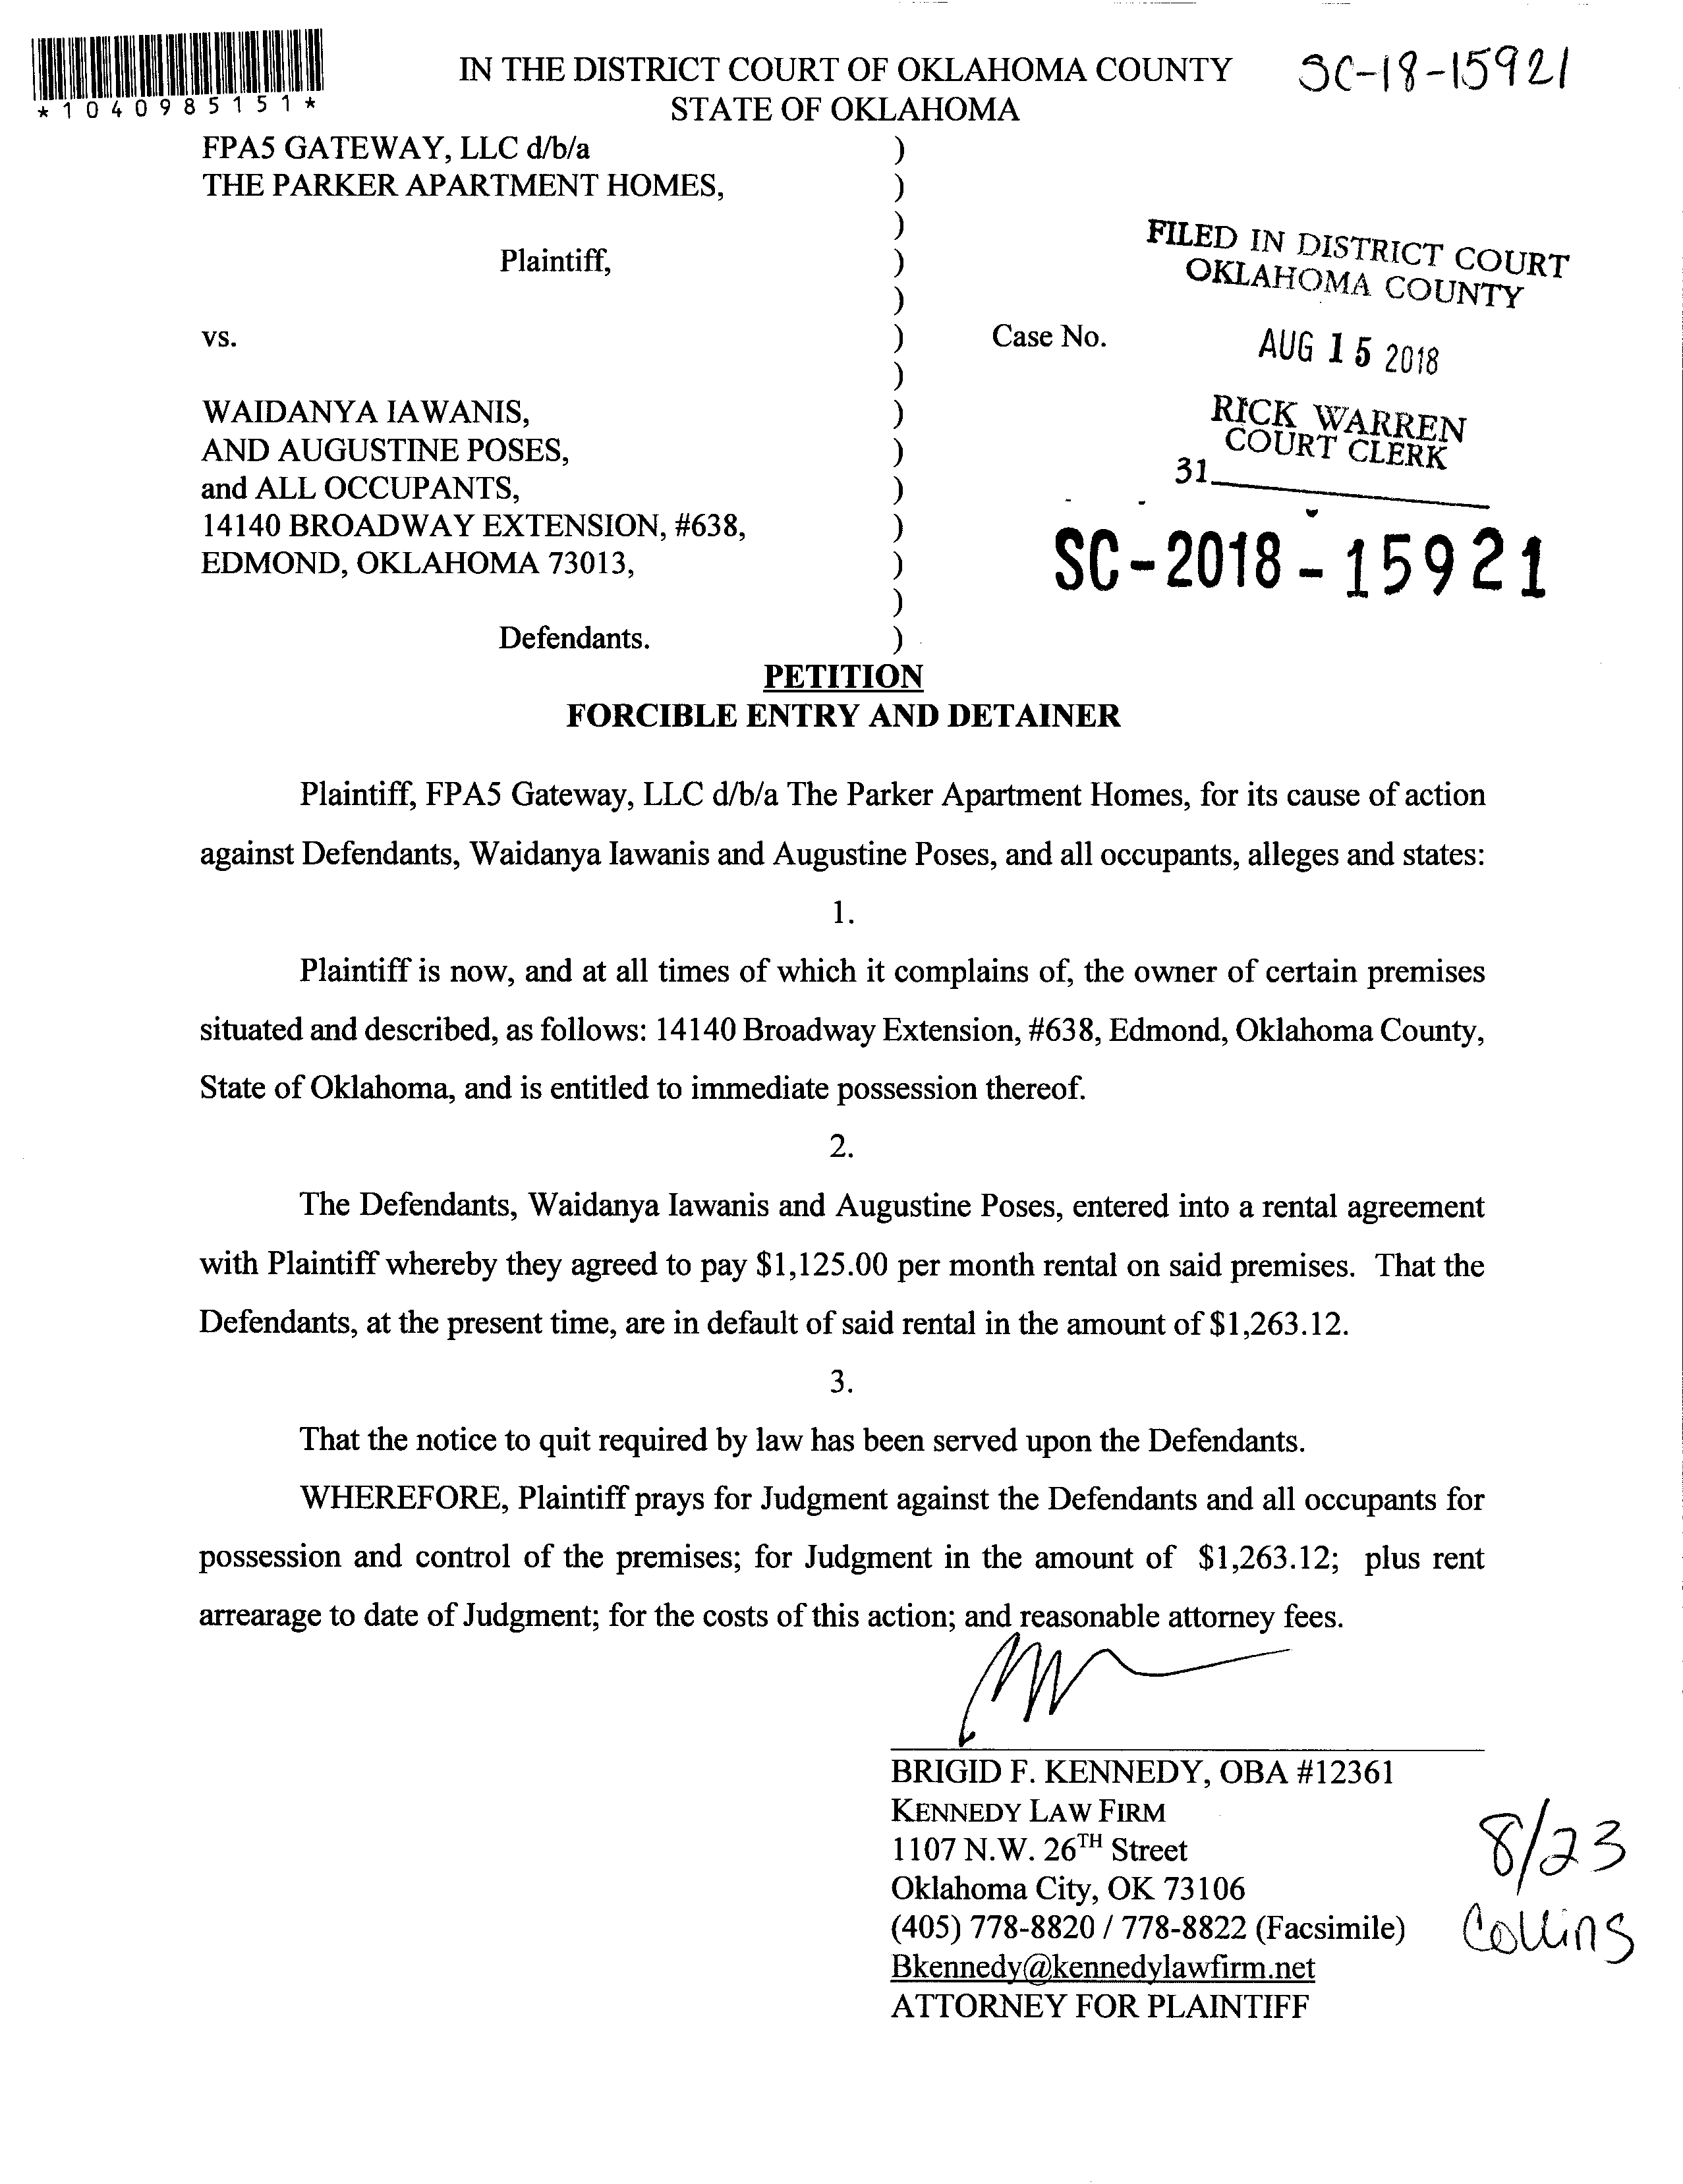 *1040985151*
IN THE DISTRICT COURT OF OKLAHOMA COUNTY
SC-18-15921
STATE OF OKLAHOMA
FPA5 GATEWAY, LLC d/b/a )
THE PARKER APARTMENT HOMES, )
)
Plaintiff, )
)
vs. ) Case No.
)
WAIDANYA IAWANIS, )
AND AUGUSTINE POSES, )
and ALL OCCUPANTS, )
14140 BROADWAY EXTENSION, #638, )
EDMOND, OKLAHOMA 73013, )
)
Defendants. )
FILED IN DISTRICT COURT
OKLAHOMA COUNTY
AUG 15 2018
RICK WARREN
COURT CLERK
31
SC-2018-15921
PETITION
FORCIBLE ENTRY AND DETAINER
Plaintiff, FPA5 Gateway, LLC d/b/a The Parker Apartment Homes, for its cause of action
against Defendants, Waidanya Iawanis and Augustine Poses, and all occupants, alleges and states:
1.
Plaintiff is now, and at all times of which it complains of, the owner of certain premises
situated and described, as follows: 14140 Broadway Extension, #638, Edmond, Oklahoma County,
State of Oklahoma, and is entitled to immediate possession thereof.
2.
The Defendants, Waidanya Iawanis and Augustine Poses, entered into a rental agreement
with Plaintiff whereby they agreed to pay $1,125.00 per month rental on said premises. That the
Defendants, at the present time, are in default of said rental in the amount of $1,263.12.
3.
That the notice to quit required by law has been served upon the Defendants.
WHEREFORE, Plaintiff prays for Judgment against the Defendants and all occupants for
possession and control of the premises; for Judgment in the amount of $1,263.12; plus rent
arrearage to date of Judgment; for the costs of this action; and reasonable attorney fees.
BRIGID F. KENNEDY, OBA #12361
KENNEDY LAW FIRM
1107 N.W. 26TH Street
Oklahoma City, OK 73106
(405) 778-8820 / 778-8822 (Facsimile)
Bkennedy@kennedylawfirm.net
ATTORNEY FOR PLAINTIFF
8/23
Collins